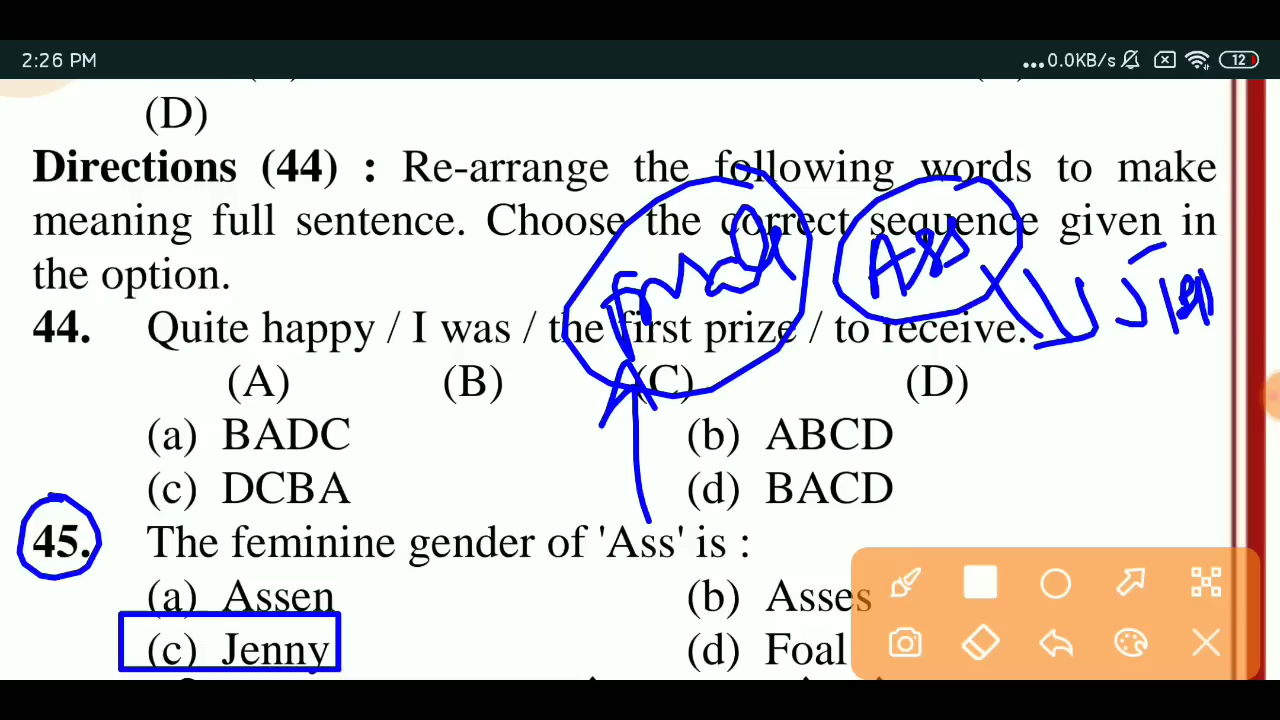 2:26 PM ...0.0KB/s 12
(D)
Directions (44) : Re-arrange the following words to make
meaning full sentence. Choose the correct sequence given in
the option.
Ass
44. Quite happy / I was / the first prize / to receive.
(A) (B) (C) (D)
(a) BADC (b) ABCD
(c) DCBA (d) BACD
45. The feminine gender of 'Ass' is :
(a) Assen (b) Asses
(c) Jenny (d) Foal